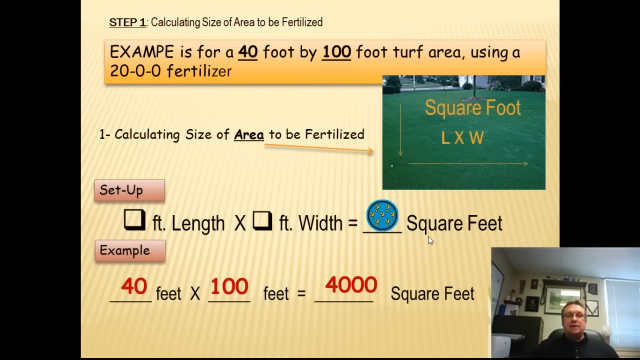 STEP 1: Calculating Size of Area to be Fertilized
EXAMPE is for a 40 foot by 100 foot turf area, using a
20-0-0 fertilizer
Square Foot
L X W
1- Calculating Size of Area to be Fertilized
Set-Up
❑ ft. Length X ❑ ft. Width = ____ Square Feet
Example
40 feet X 100 feet = 4000 Square Feet